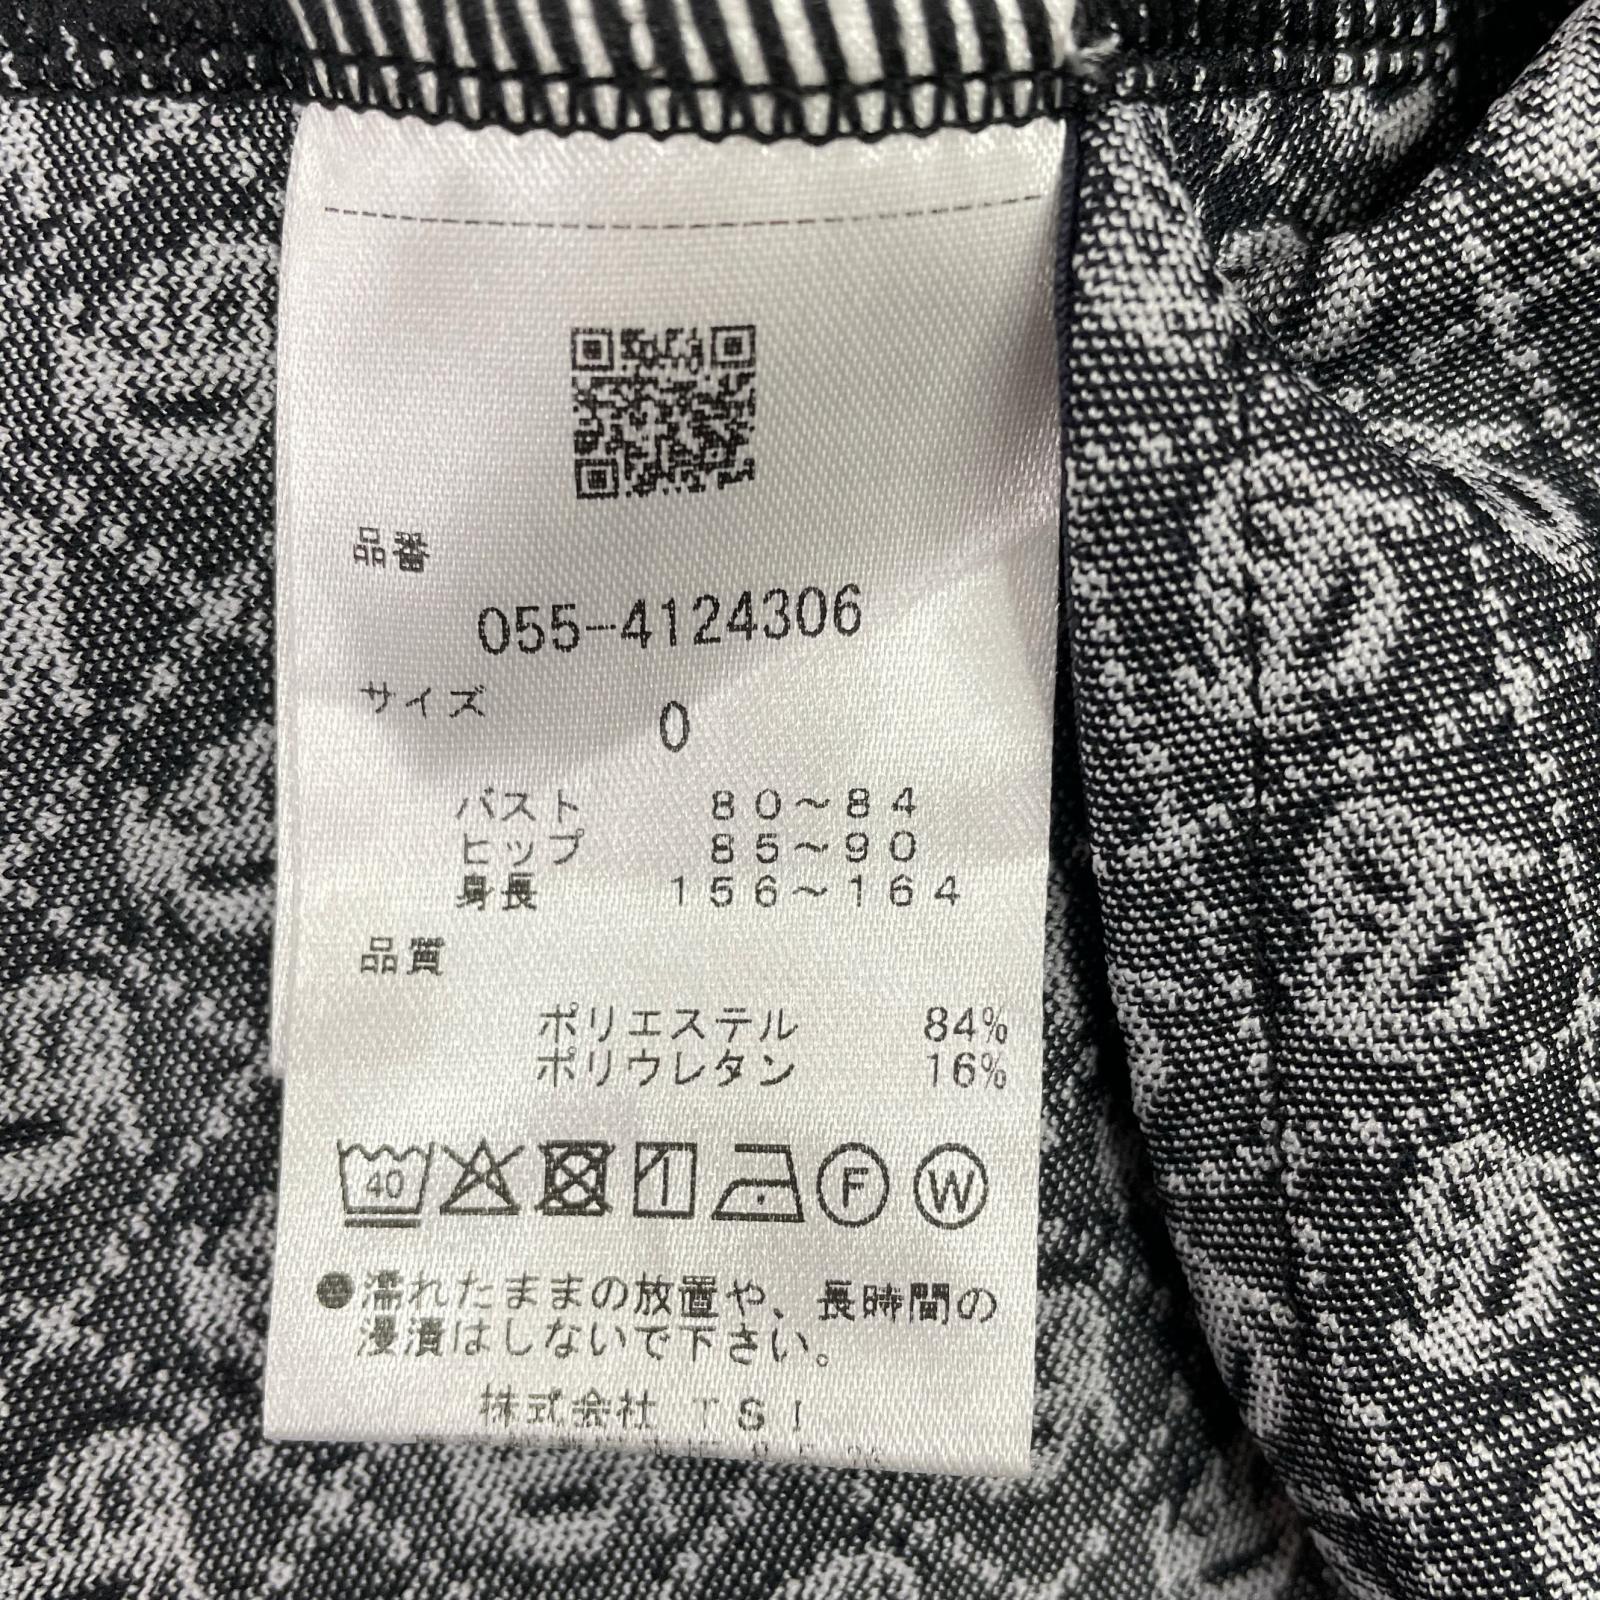 品番
055-4124306
サイズ 0
バスト 80～84
ヒップ 85～90
身長 156～164
品質
ポリエステル 84%
ポリウレタン 16%
40 F W
●濡れたままの放置や、長時間の
浸漬はしないで下さい。
株式会社 TSI